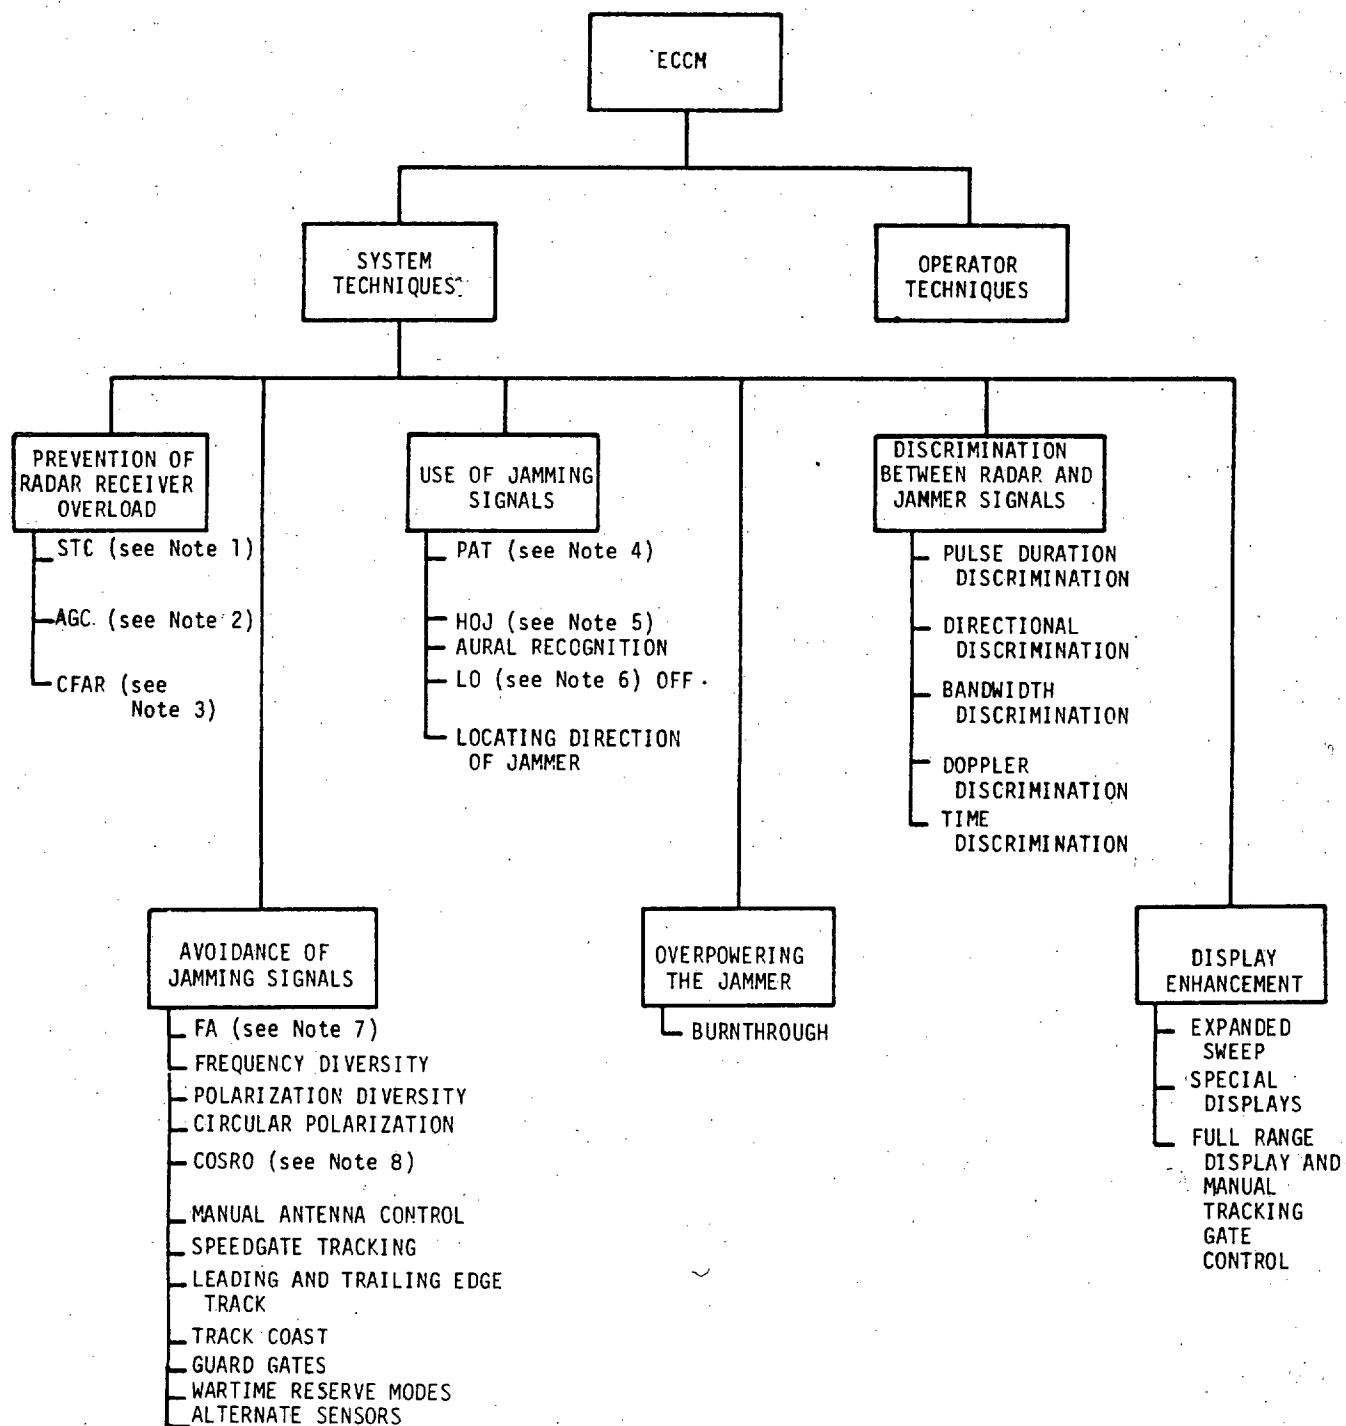 ECCM
SYSTEM
TECHNIQUES
OPERATOR
TECHNIQUES
PREVENTION OF
RADAR RECEIVER
OVERLOAD
STC (see Note 1)
AGC. (see Note 2)
CFAR (see
Note 3)
USE OF JAMMING
SIGNALS
PAT (see Note 4)
HOJ (see Note 5)
AURAL RECOGNITION
LO (see Note 6) OFF
LOCATING DIRECTION
OF JAMMER
DISCRIMINATION
BETWEEN RADAR AND
JAMMER SIGNALS
PULSE DURATION
DISCRIMINATION
DIRECTIONAL
DISCRIMINATION
BANDWIDTH
DISCRIMINATION
DOPPLER
DISCRIMINATION
TIME
DISCRIMINATION
AVOIDANCE OF
JAMMING SIGNALS
FA (see Note 7)
FREQUENCY DIVERSITY
POLARIZATION DIVERSITY
CIRCULAR POLARIZATION
COSRO (see Note 8)
MANUAL ANTENNA CONTROL
SPEEDGATE TRACKING
LEADING AND TRAILING EDGE
TRACK
TRACK COAST
GUARD GATES
WARTIME RESERVE MODES
ALTERNATE SENSORS
OVERPOWERING
THE JAMMER
BURNTHROUGH
DISPLAY
ENHANCEMENT
EXPANDED
SWEEP
SPECIAL
DISPLAYS
FULL RANGE
DISPLAY AND
MANUAL
TRACKING
GATE
CONTROL